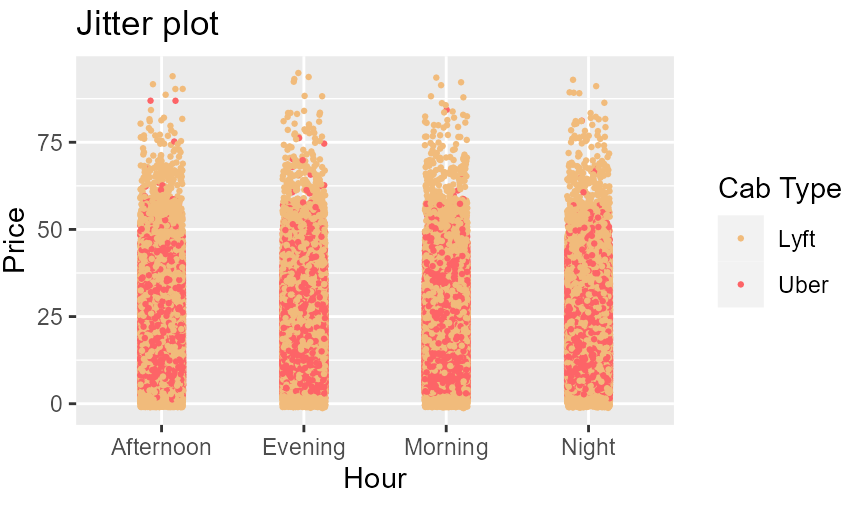 Jitter plot
Price
75
50
25
0
Afternoon Evening Morning Night
Hour
Cab Type
Lyft
Uber